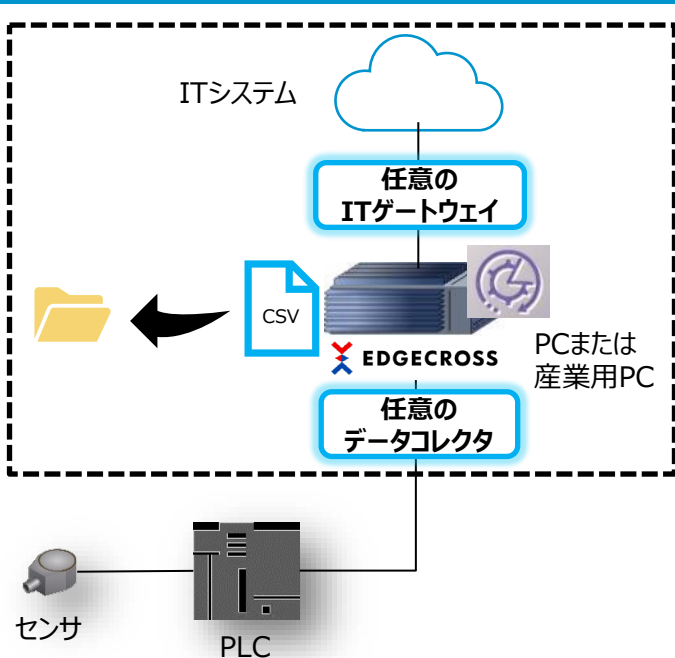 ITシステム
任意の
ITゲートウェイ
CSV
EDGECROSS
PCまたは
産業用PC
任意の
データコレクタ
センサ
PLC